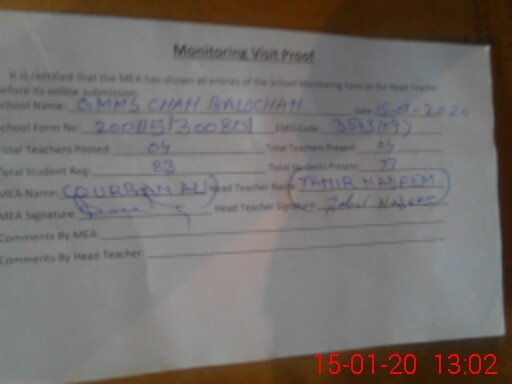 Monitoring Visit Proof
It is certified that the MEA has shown all entries of the School Monitoring Form to the Head Teacher
before its online submission.
School Name: GMMS CHAH BALOCHAN Date 15-01-2020
School Form No: 200115130080 EMIS Code:
Total Teachers Posted: 04 Total Teachers Present: 04
Total Student Reg: 83 Total Students Present: 77
MEA Name: QURBAN ALI Head Teacher Name: TAMIR NADEEM
MEA Signature: Head Teacher Signature:
Comments By MEA:
Comments By Head Teacher:
15-01-20 13:02